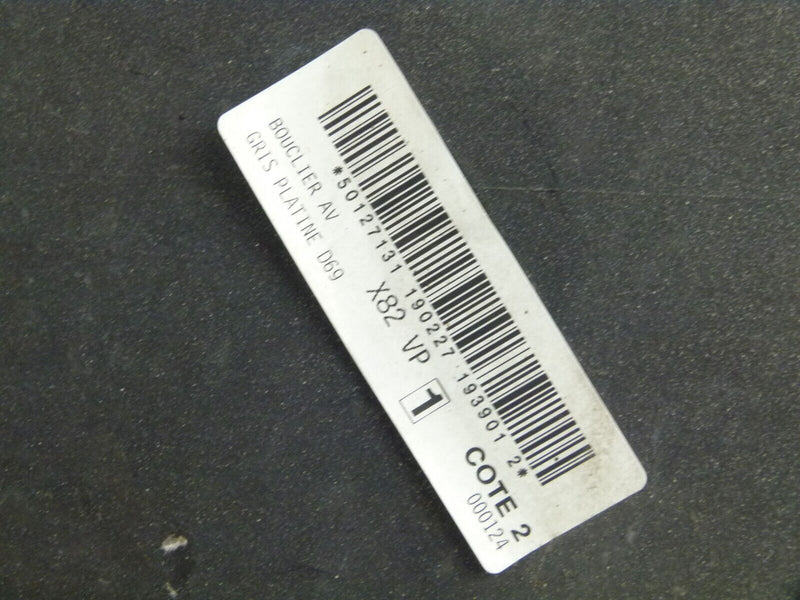 *50127131 190227 193901 2*
BOUCLIER AV
GRIS PLATINE D69
X82 VP
1
COTE 2
000124